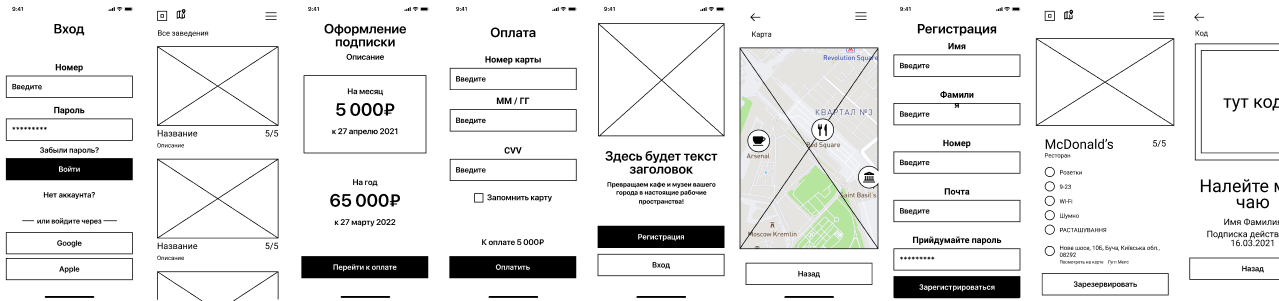 9:41
Вход
Номер
Введите
Пароль
*********
Забыли пароль?
Войти
Нет аккаунта?
или войдите через
Google
Apple
Все заведения
Название 5/5
Описание
Название 5/5
Описание
9:41
Оформление
подписки
Описание
На месяц
5 000₽
к 27 апрелю 2021
На год
65 000₽
к 27 марту 2022
Перейти к оплате
9:41
Оплата
Номер карты
Введите
ММ / ГГ
Введите
CVV
Введите
Запомнить карту
К оплате 5 000₽
Оплатить
9:41
Здесь будет текст
заголовок
Превращаем кафе и музеи вашего
города в настоящие рабочие
пространства!
Регистрация
Вход
Карта
Revolution Square
КВАРТАЛ №3
Red Square
Arsenal
Saint Basil's
Moscow Kremlin
Назад
9:41
Регистрация
Имя
Введите
Фамили
я
Введите
Номер
Введите
Почта
Введите
Прийдумайте пароль
*********
Зарегистрироваться
McDonald's 5/5
Ресторан
Розетки
9-23
Wi-Fi
Шумно
РАСТАШУВАННЯ
Нове шосе, 10Б, Буча, Київська обл.,
08292
Посмотреть на карте Гугл Мепс
Зарезервировать
Код
тут код
Налейте м
чаю
Имя Фамилия
Подписка действ
16.03.2021
Назад